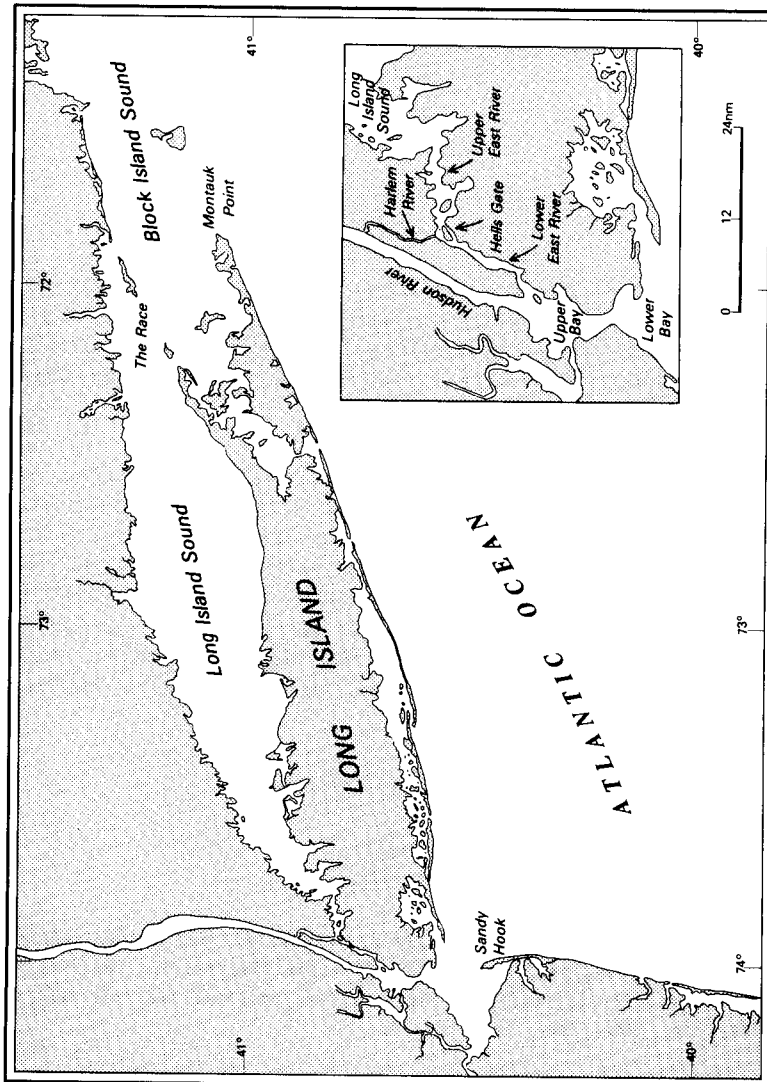 72°
73°
74°
41°
41°
40°
40°
Block Island Sound
Montauk
Point
The Race
Long Island Sound
LONG
ISLAND
ATLANTIC OCEAN
Sandy
Hook
Long
Island
Sound
Upper
East River
Harlem
River
Hells Gate
Lower
East River
Hudson River
Upper
Bay
Lower
Bay
0
12
24nm
73°